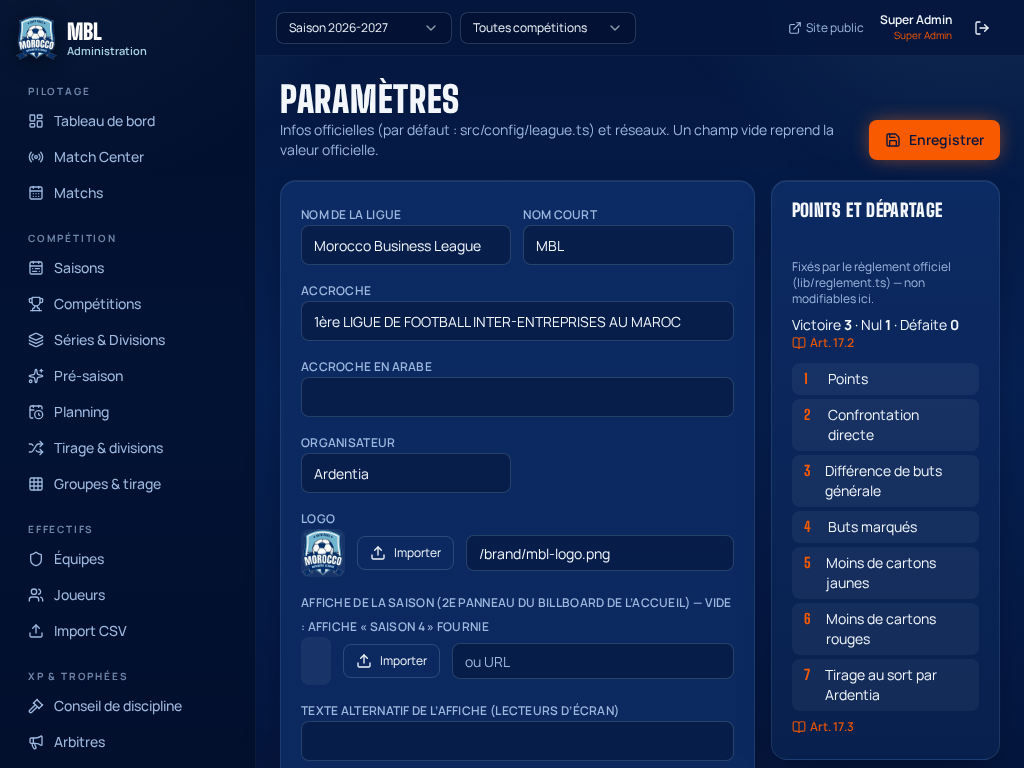 MBL
Administration
PILOTAGE
Tableau de bord
Match Center
Matchs
COMPÉTITION
Saisons
Compétitions
Séries & Divisions
Pré-saison
Planning
Tirage & divisions
Groupes & tirage
EFFECTIFS
Équipes
Joueurs
Import CSV
XP & TROPHÉES
Conseil de discipline
Arbitres
Saison 2026-2027
Toutes compétitions
Site public
Super Admin
Super Admin
PARAMÈTRES
Infos officielles (par défaut : src/config/league.ts) et réseaux. Un champ vide reprend la
valeur officielle.
Enregistrer
NOM DE LA LIGUE
NOM COURT
Morocco Business League
MBL
ACCROCHE
1ère LIGUE DE FOOTBALL INTER-ENTREPRISES AU MAROC
ACCROCHE EN ARABE
ORGANISATEUR
Ardentia
LOGO
MOROCCO
Importer
/brand/mbl-logo.png
AFFICHE DE LA SAISON (2E PANNEAU DU BILLBOARD DE L'ACCUEIL) — VIDE
: AFFICHE « SAISON 4 » FOURNIE
Importer
ou URL
TEXTE ALTERNATIF DE L'AFFICHE (LECTEURS D'ÉCRAN)
POINTS ET DÉPARTAGE
Fixés par le règlement officiel
(lib/reglement.ts) — non
modifiables ici.
Victoire 3 · Nul 1 · Défaite 0
Art. 17.2
1 Points
2 Confrontation
directe
3 Différence de buts
générale
4 Buts marqués
5 Moins de cartons
jaunes
6 Moins de cartons
rouges
7 Tirage au sort par
Ardentia
Art. 17.3